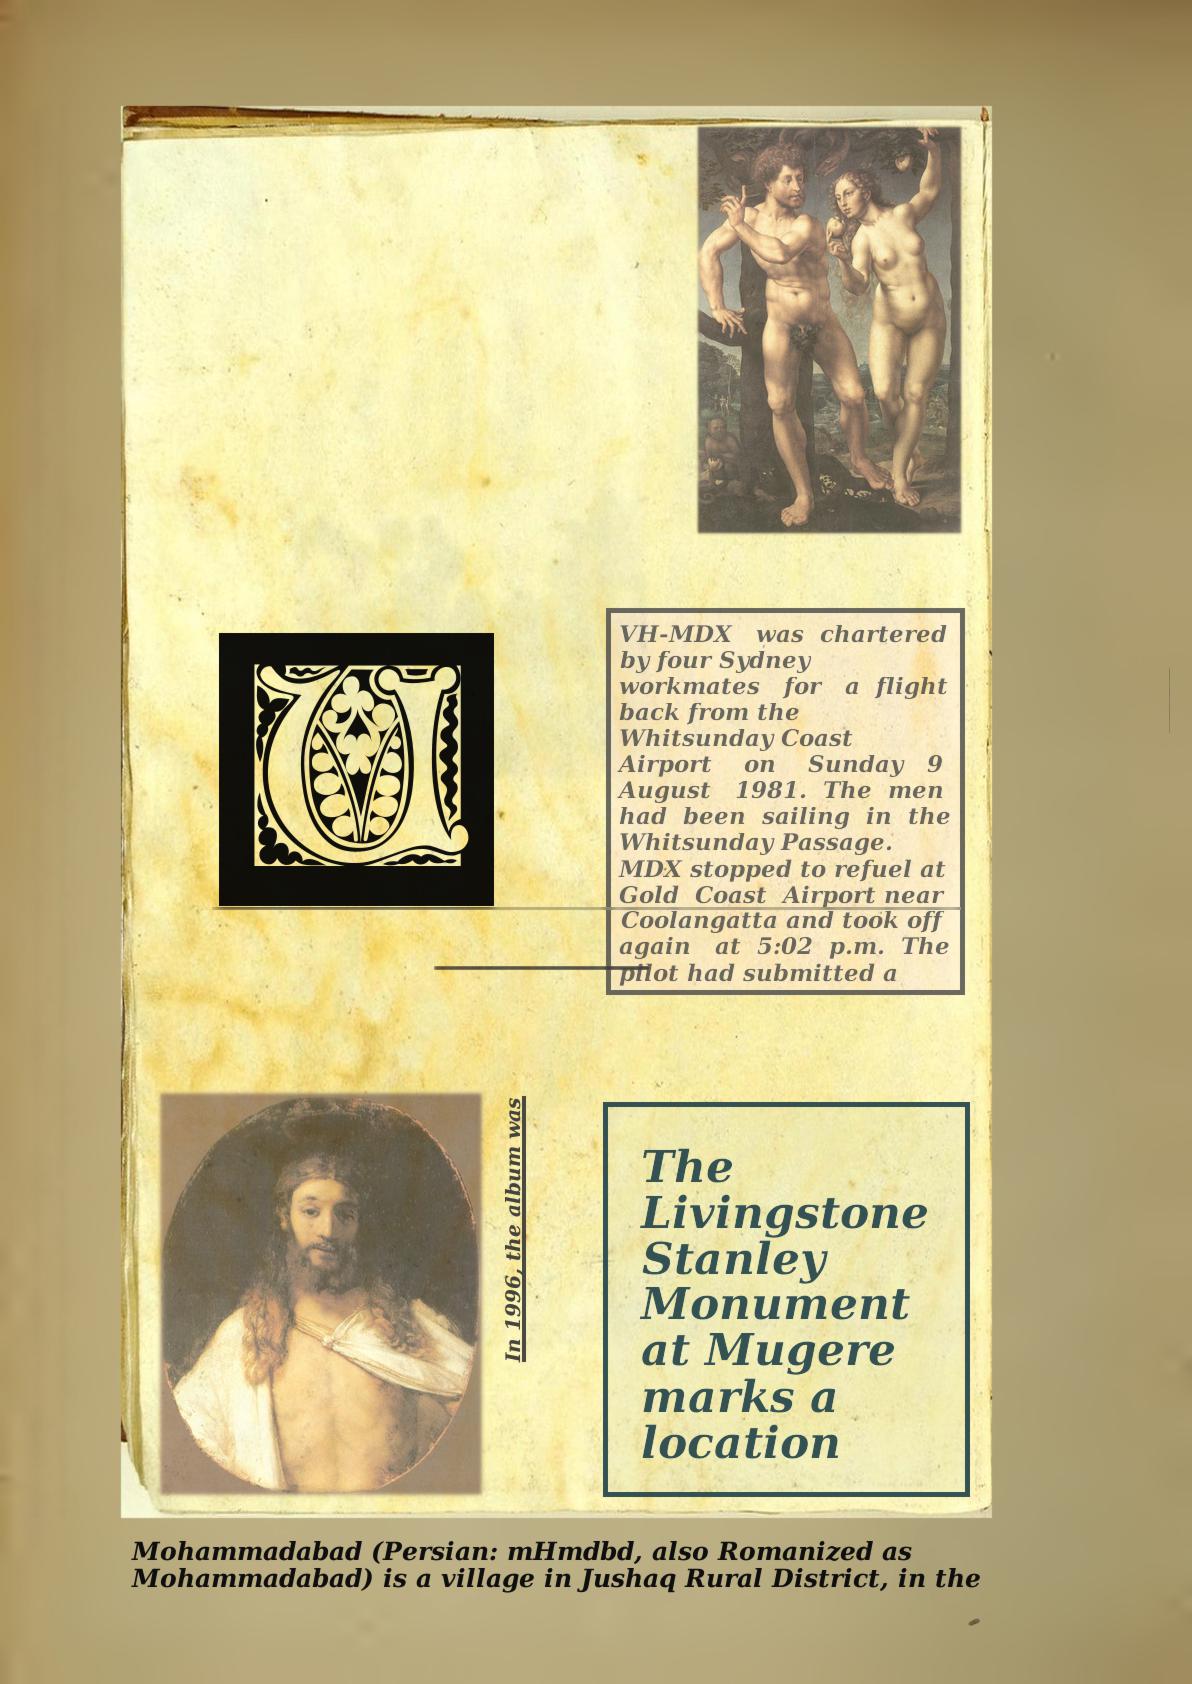 U
VH-MDX was chartered
by four Sydney
workmates for a flight
back from the
Whitsunday Coast
Airport on Sunday 9
August 1981. The men
had been sailing in the
Whitsunday Passage.
MDX stopped to refuel at
Gold Coast Airport near
Coolangatta and took off
again at 5:02 p.m. The
pilot had submitted a
In 1996, the album was
The
Livingstone
Stanley
Monument
at Mugere
marks a
location
Mohammadabad (Persian: mHmdbd, also Romanized as
Mohammadabad) is a village in Jushaq Rural District, in the